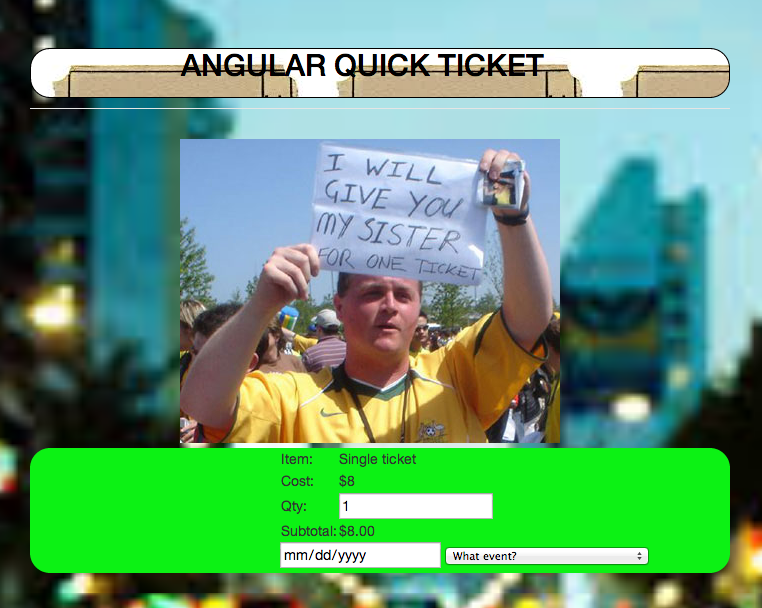 ANGULAR QUICK TICKET
I WILL
GIVE YOU
MY SISTER
FOR ONE TICKET
Item: Single ticket
Cost: $8
Qty: 1
Subtotal: $8.00
mm/dd/yyyy What event?